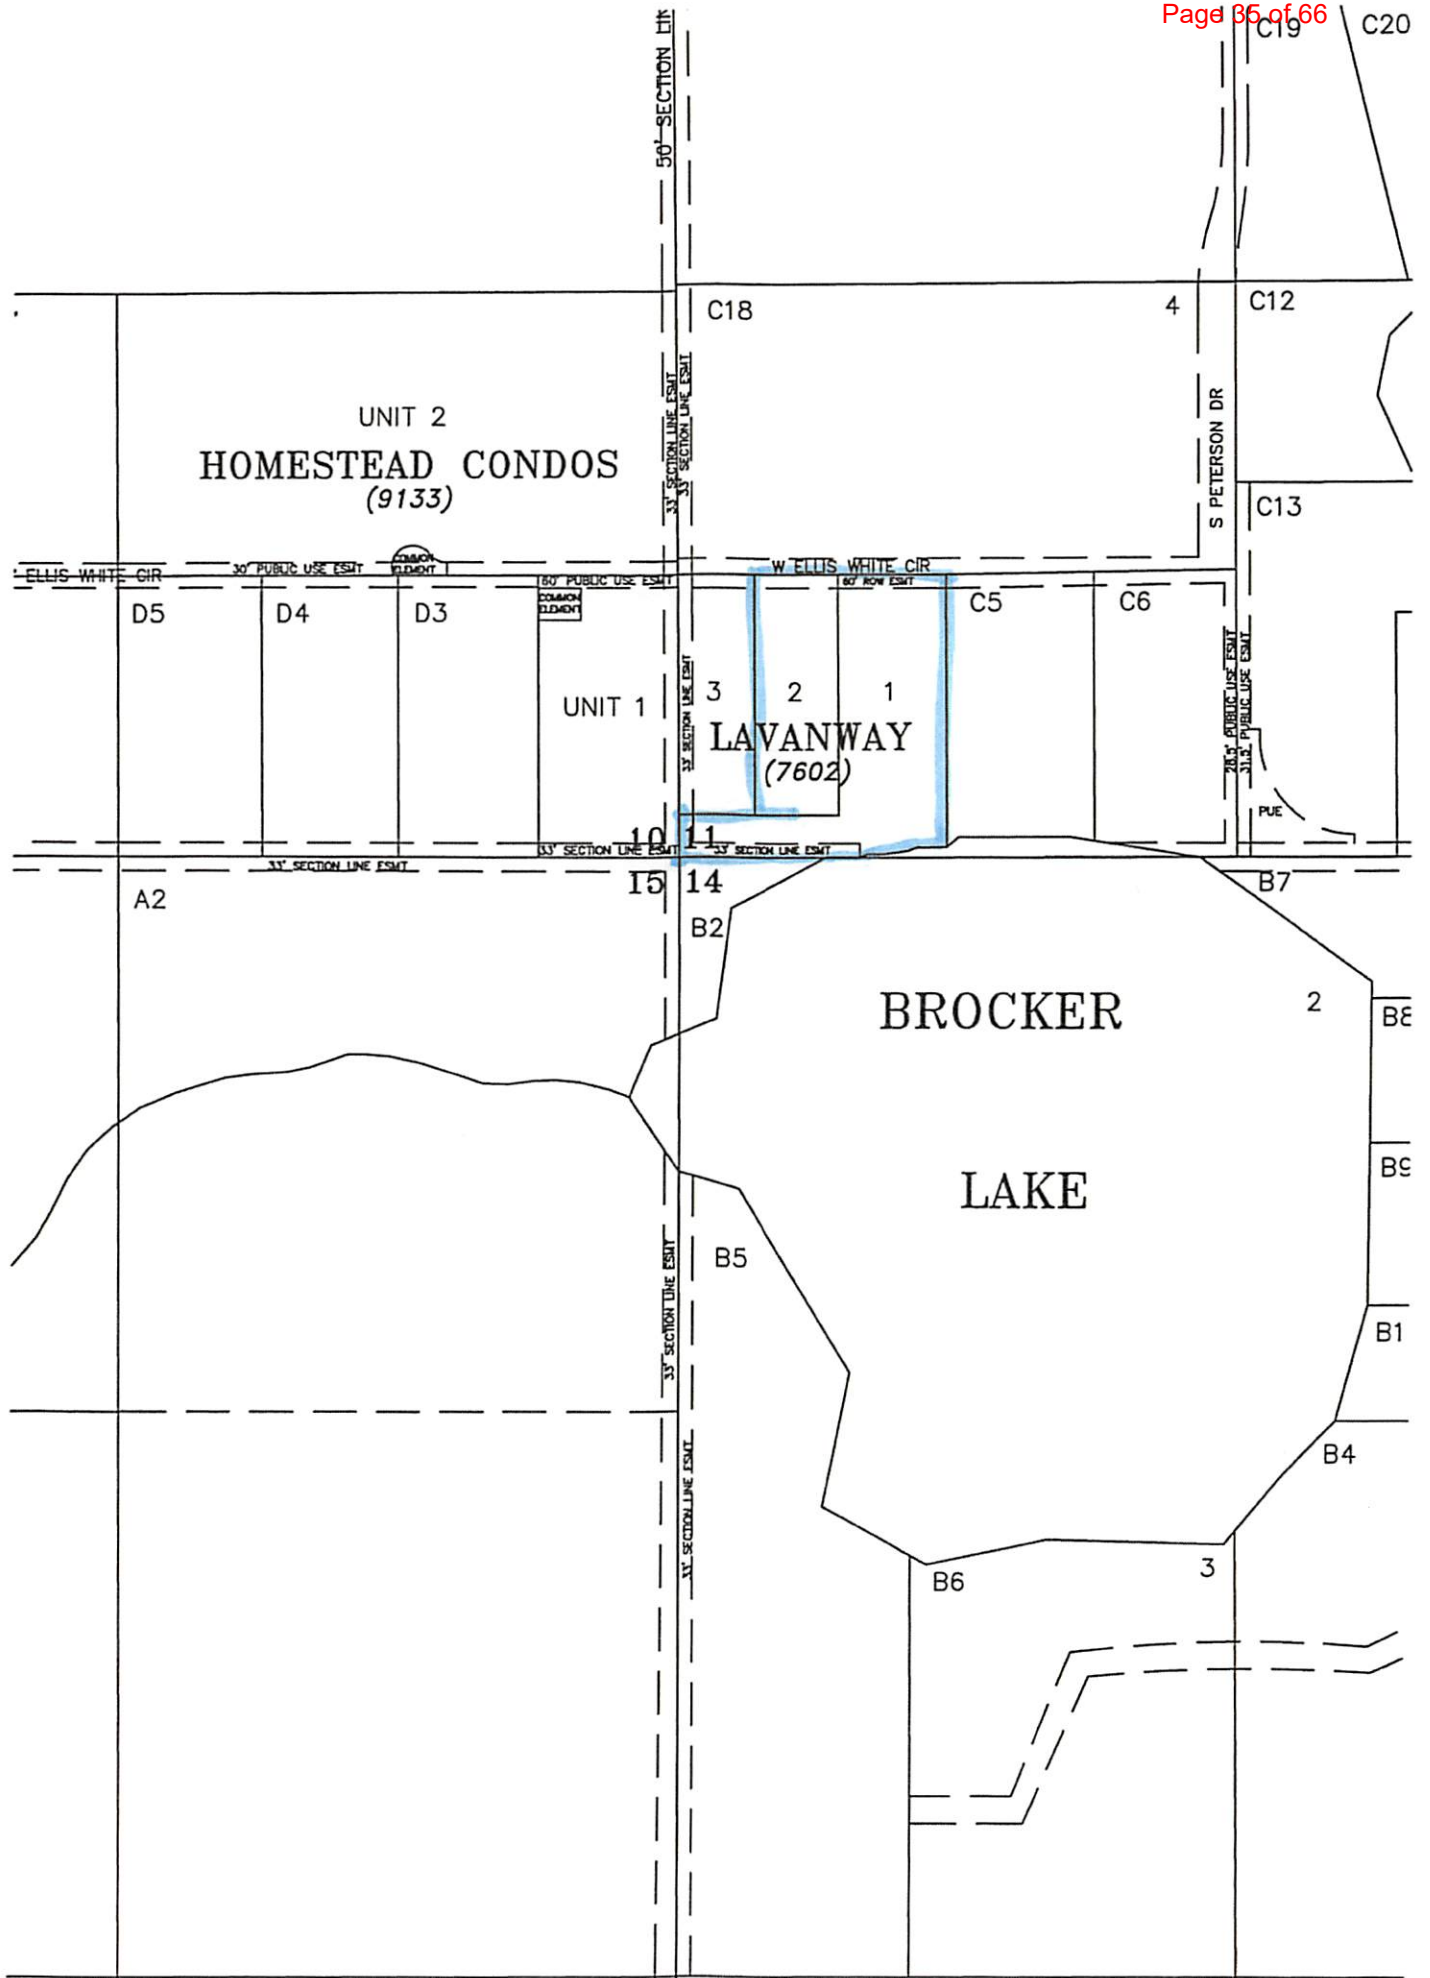 Page 35 of 66
C19
C20
50' SECTION
C18
4
C12
UNIT 2
HOMESTEAD CONDOS
(9133)
33' SECTION LINE ESMT
33' SECTION LINE ESMT
S PETERSON DR
C13
ELLIS WHITE CIR
30' PUBLIC USE ESMT
COMMON
ELEMENT
60' PUBLIC USE ESMT
W ELLIS WHITE CIR
60' ROW ESMT
COMMON
ELEMENT
D5
D4
D3
C5
C6
UNIT 1
33' SECTION LINE ESMT
3
2
1
LAVANWAY
(7602)
28.5' PUBLIC USE ESMT
31.5' PUBLIC USE ESMT
PUE
10 11
33' SECTION LINE ESMT
33' SECTION LINE ESMT
33' SECTION LINE ESMT
15 14
A2
B2
B7
BROCKER
2
B8
LAKE
B9
33' SECTION LINE ESMT
B5
B1
33' SECTION LINE ESMT
B4
B6
3